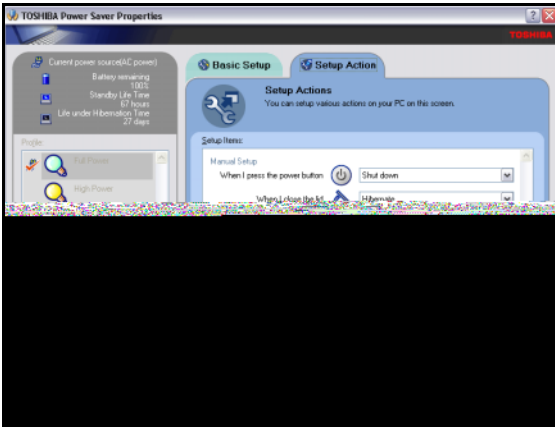 TOSHIBA Power Saver Properties
TOSHIBA
Current power source(AC power)
Battery remaining
100%
Standby Life Time
67 hours
Life under Hibernation Time
27 days
Profile:
Full Power
High Power
Basic Setup
Setup Action
Setup Actions
You can setup various actions on your PC on this screen.
Setup Items:
Manual Setup
When I press the power button
Shut down
When I close the lid
Hibernate